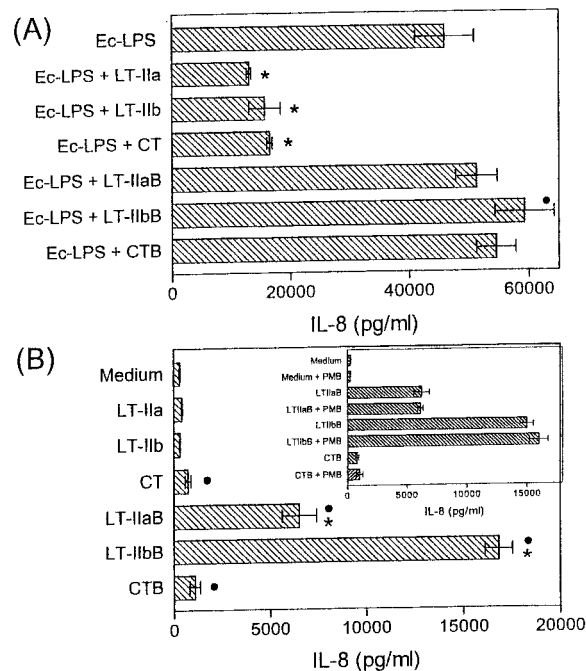 (A)
Ec-LPS
Ec-LPS + LT-IIa
*
Ec-LPS + LT-IIb
*
Ec-LPS + CT
*
Ec-LPS + LT-IIaB
Ec-LPS + LT-IIbB
•
Ec-LPS + CTB
0 20000 40000 60000
IL-8 (pg/ml)
(B)
Medium
LT-IIa
LT-IIb
CT
•
LT-IIaB
•
*
LT-IIbB
•
*
CTB
•
0 5000 10000 15000 20000
IL-8 (pg/ml)
Medium
Medium + PMB
LTIIaB
LTIIaB + PMB
LTIIbB
LTIIbB + PMB
CTB
CTB + PMB
0 5000 10000 15000
IL-8 (pg/ml)